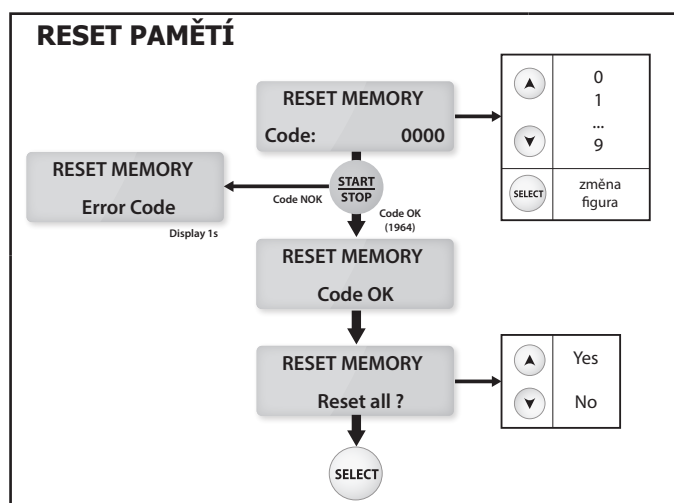 RESET PAMĚTÍ
RESET MEMORY
Code: 0000
0
1
...
9
SELECT
změna
figura
RESET MEMORY
Error Code
Display 1s
Code NOK
START
STOP
Code OK
(1964)
RESET MEMORY
Code OK
RESET MEMORY
Reset all ?
Yes
No
SELECT